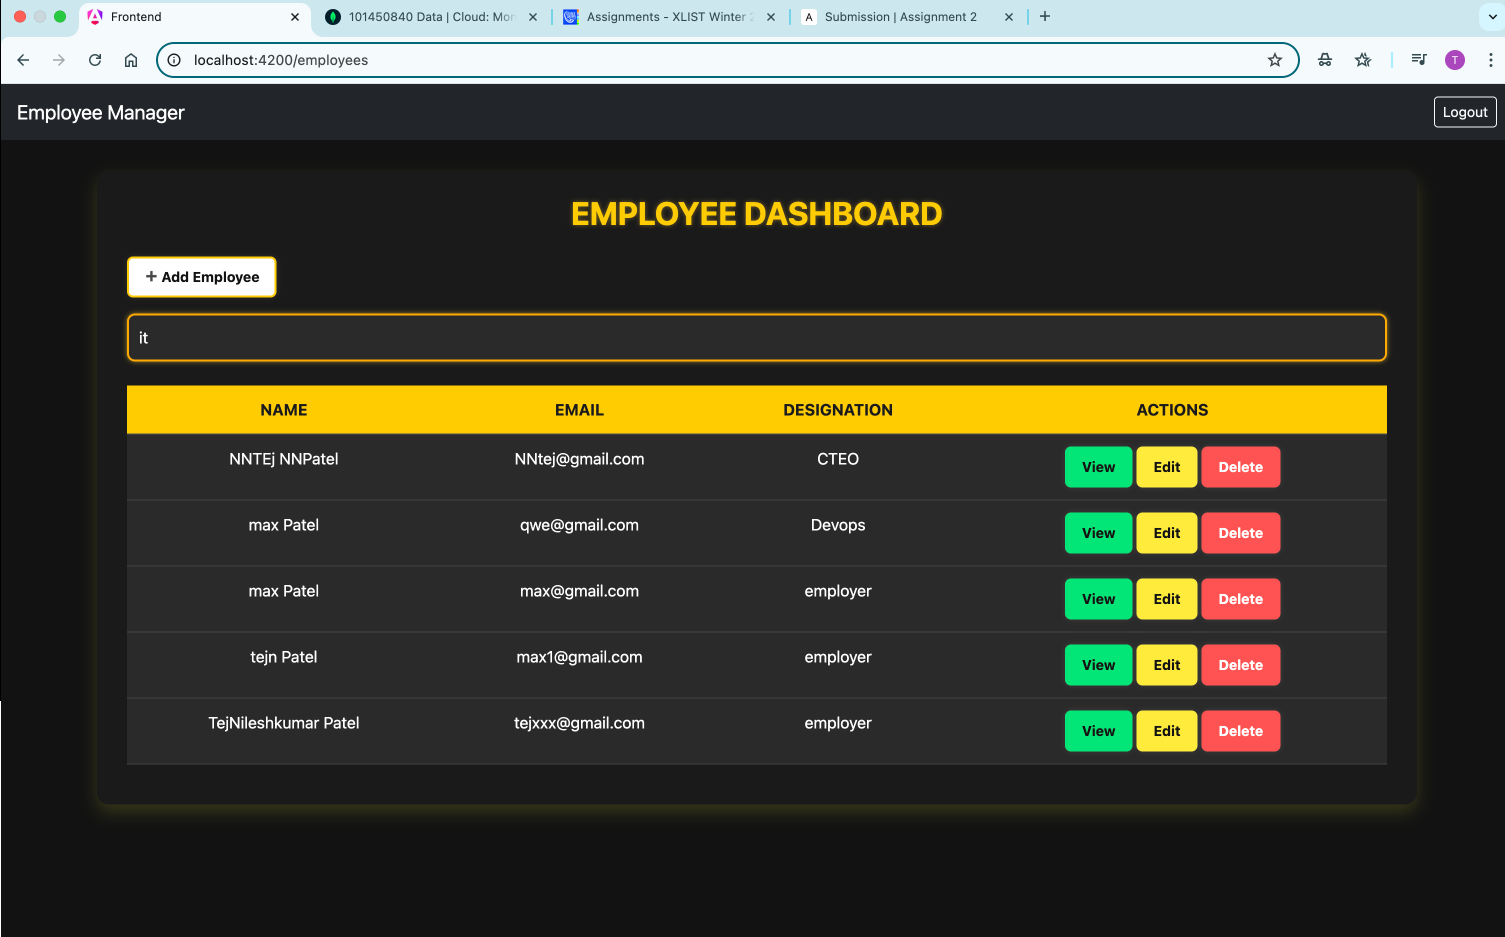 Frontend
101450840 Data | Cloud: Mon
Assignments - XLIST Winter 2
A
Submission | Assignment 2
localhost:4200/employees
T
Employee Manager
Logout
EMPLOYEE DASHBOARD
+ Add Employee
it
NAME EMAIL DESIGNATION ACTIONS
NNTEj NNPatel NNtej@gmail.com CTEO View Edit Delete
max Patel qwe@gmail.com Devops View Edit Delete
max Patel max@gmail.com employer View Edit Delete
tejn Patel max1@gmail.com employer View Edit Delete
TejNileshkumar Patel tejxxx@gmail.com employer View Edit Delete